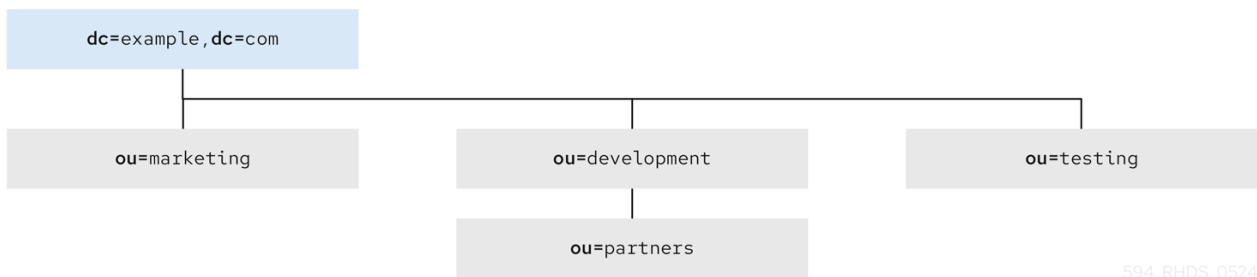 dc=example,dc=com
ou=marketing
ou=development
ou=testing
ou=partners
594_RHDS_0524